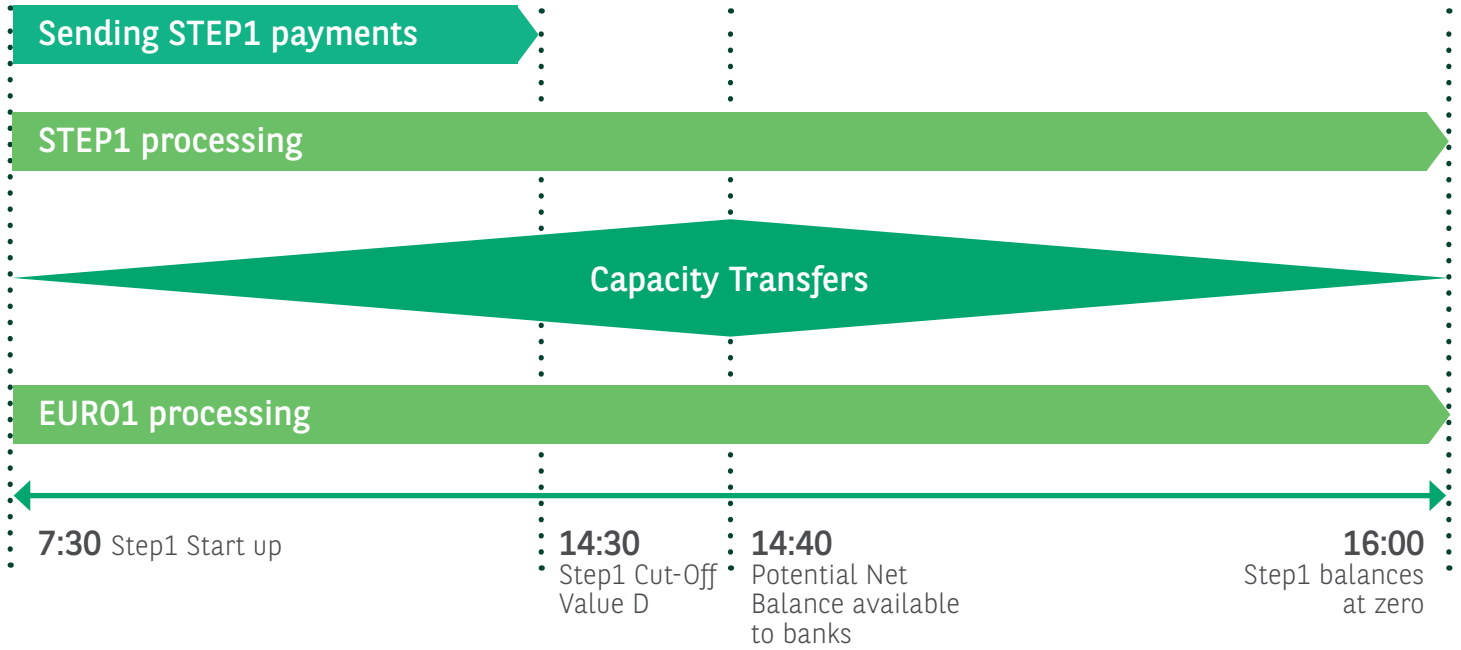 Sending STEP1 payments
STEP1 processing
Capacity Transfers
EURO1 processing
7:30 Step1 Start up
14:30
Step1 Cut-Off
Value D
14:40
Potential Net
Balance available
to banks
16:00
Step1 balances
at zero